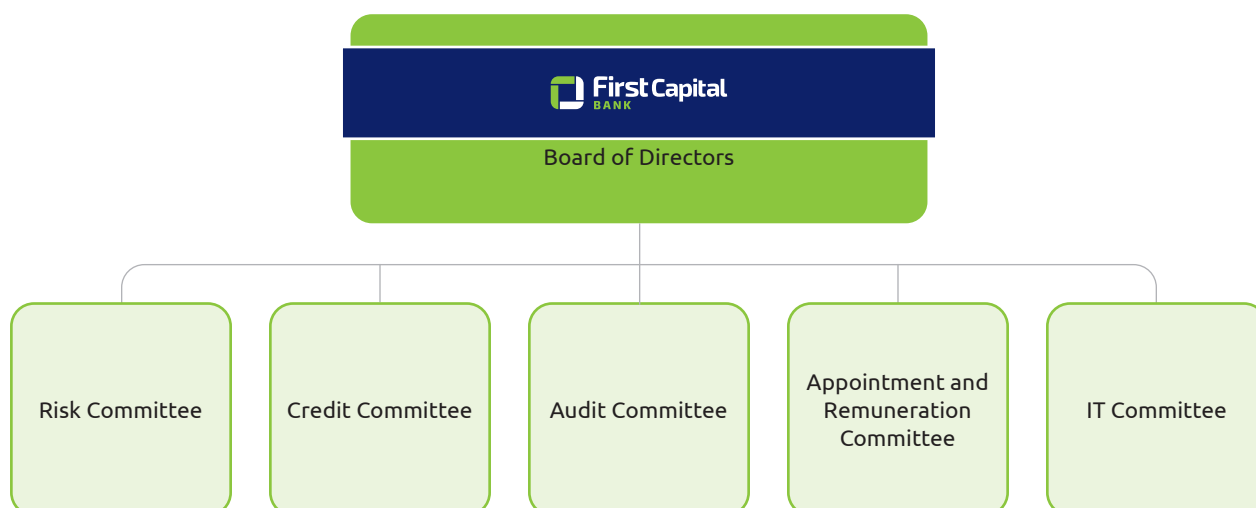 First Capital
BANK
Board of Directors
Risk Committee
Credit Committee
Audit Committee
Appointment and
Remuneration
Committee
IT Committee